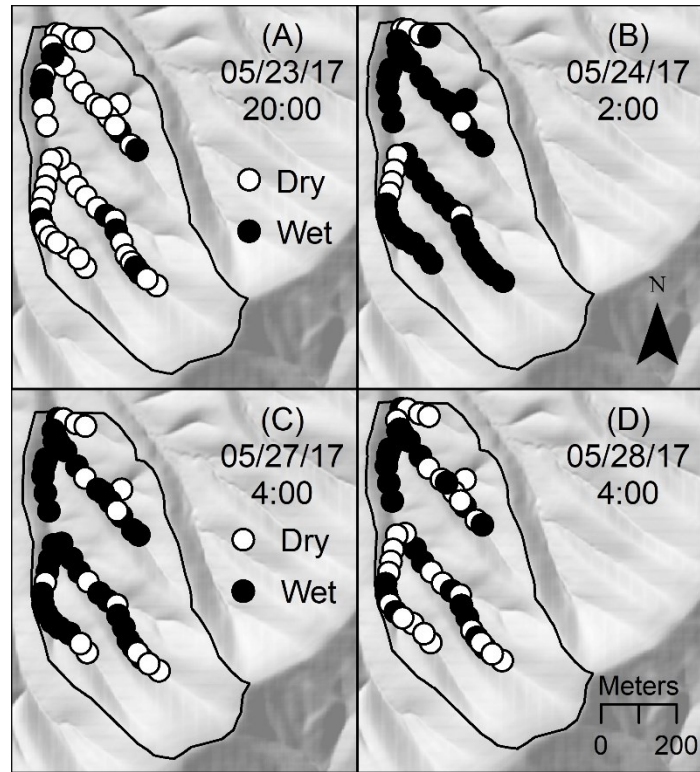 (A)
05/23/17
20:00
Dry
Wet
(B)
05/24/17
2:00
N
(C)
05/27/17
4:00
Dry
Wet
(D)
05/28/17
4:00
Meters
0 200